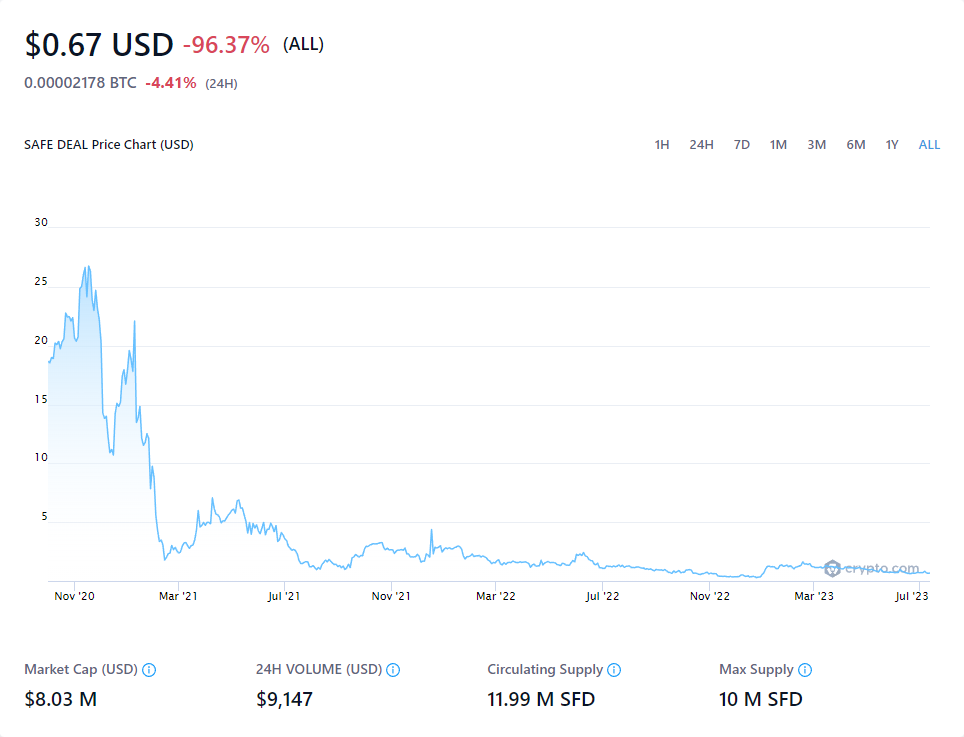 $0.67 USD -96.37% (ALL)
0.00002178 BTC -4.41% (24H)
SAFE DEAL Price Chart (USD) 1H 24H 7D 1M 3M 6M 1Y ALL
30
25
20
15
10
5
crypto.com
Nov '20 Mar '21 Jul '21 Nov '21 Mar '22 Jul '22 Nov '22 Mar '23 Jul '23
Market Cap (USD) 24H VOLUME (USD) Circulating Supply Max Supply
$8.03 M $9,147 11.99 M SFD 10 M SFD